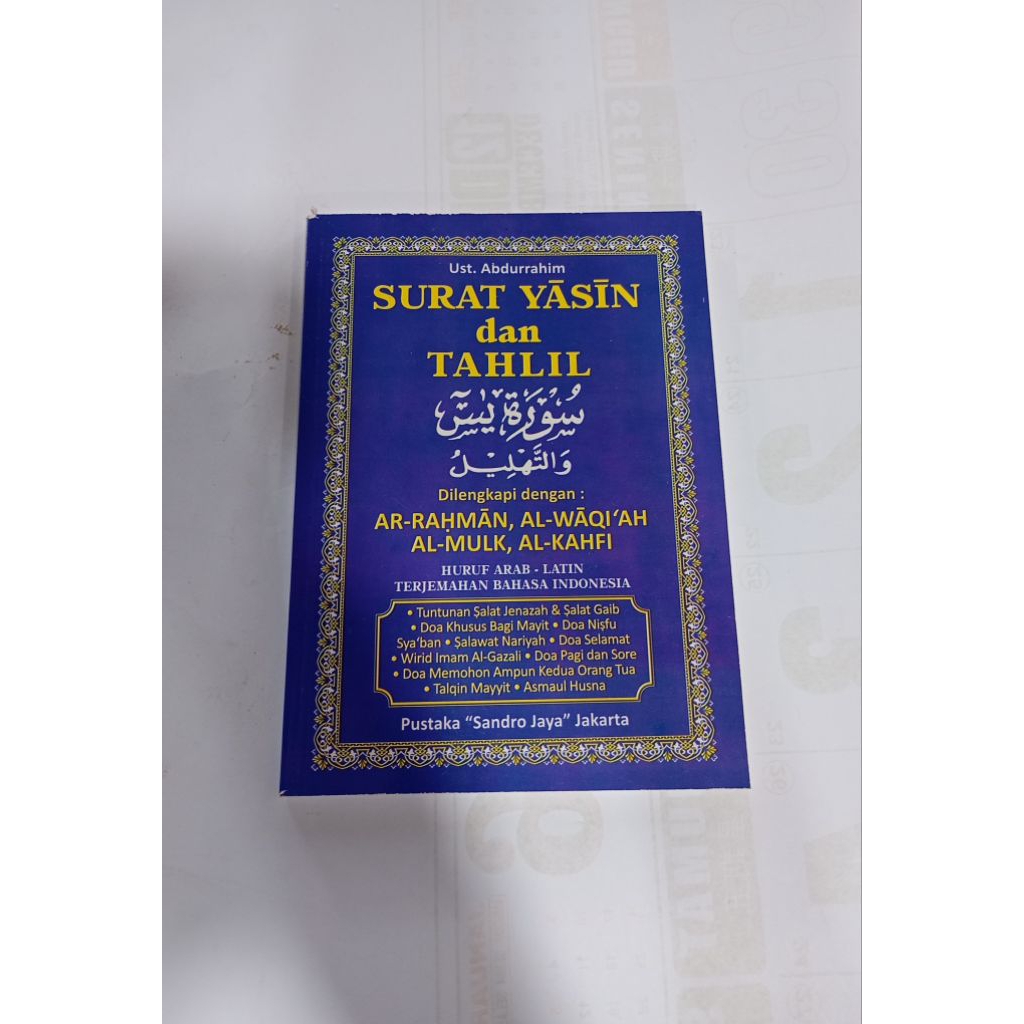 Ust. Abdurrahim
SURAT YĀSĪN
dan
TAHLIL
سُوْرَةُ يٰسٓ
وَالتَّهْلِيْلُ
Dilengkapi dengan :
AR-RAḤMĀN, AL-WĀQI‘AH
AL-MULK, AL-KAHFI
HURUF ARAB - LATIN
TERJEMAHAN BAHASA INDONESIA
• Tuntunan Ṣalat Jenazah & Ṣalat Gaib
• Doa Khusus Bagi Mayit • Doa Niṣfu
Sya‘ban • Ṣalawat Nariyah • Doa Selamat
• Wirid Imam Al-Gazali • Doa Pagi dan Sore
• Doa Memohon Ampun Kedua Orang Tua
• Talqin Mayyit • Asmaul Husna
Pustaka “Sandro Jaya” Jakarta